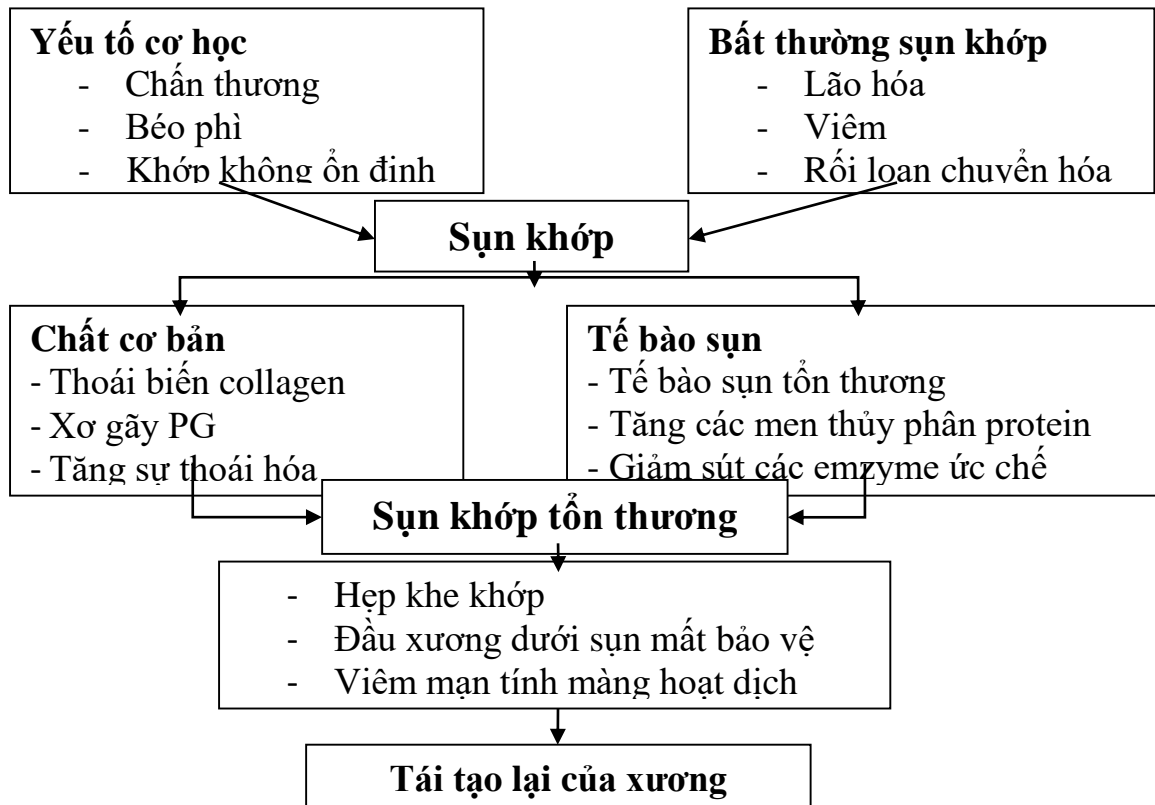 Yếu tố cơ học
- Chấn thương
- Béo phì
- Khớp không ổn định
Bất thường sụn khớp
- Lão hóa
- Viêm
- Rối loạn chuyển hóa
Sụn khớp
Chất cơ bản
- Thoái biến collagen
- Xơ gãy PG
- Tăng sự thoái hóa
Tế bào sụn
- Tế bào sụn tổn thương
- Tăng các men thủy phân protein
- Giảm sút các emzyme ức chế
Sụn khớp tổn thương
- Hẹp khe khớp
- Đầu xương dưới sụn mất bảo vệ
- Viêm mạn tính màng hoạt dịch
Tái tạo lại của xương